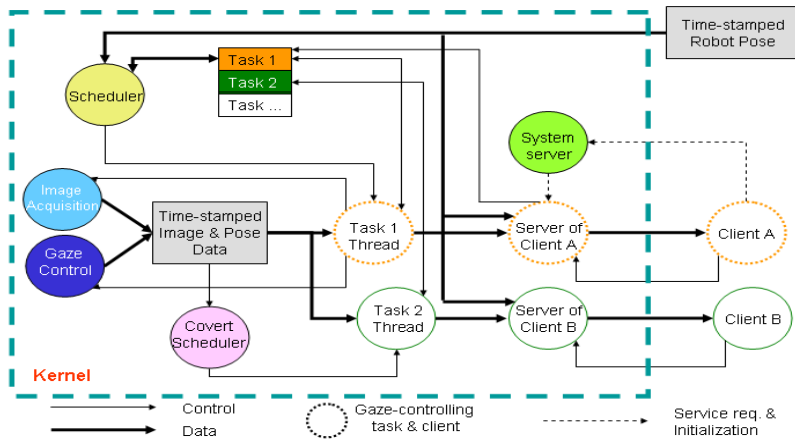 Time-stamped
Robot Pose
Task 1
Task 2
Task ...
Scheduler
System
server
Image
Acquisition
Time-stamped
Image & Pose
Data
Task 1
Thread
Server of
Client A
Client A
Gaze
Control
Task 2
Thread
Server of
Client B
Client B
Covert
Scheduler
Kernel
Control
Data
Gaze-controlling
task & client
Service req. &
Initialization